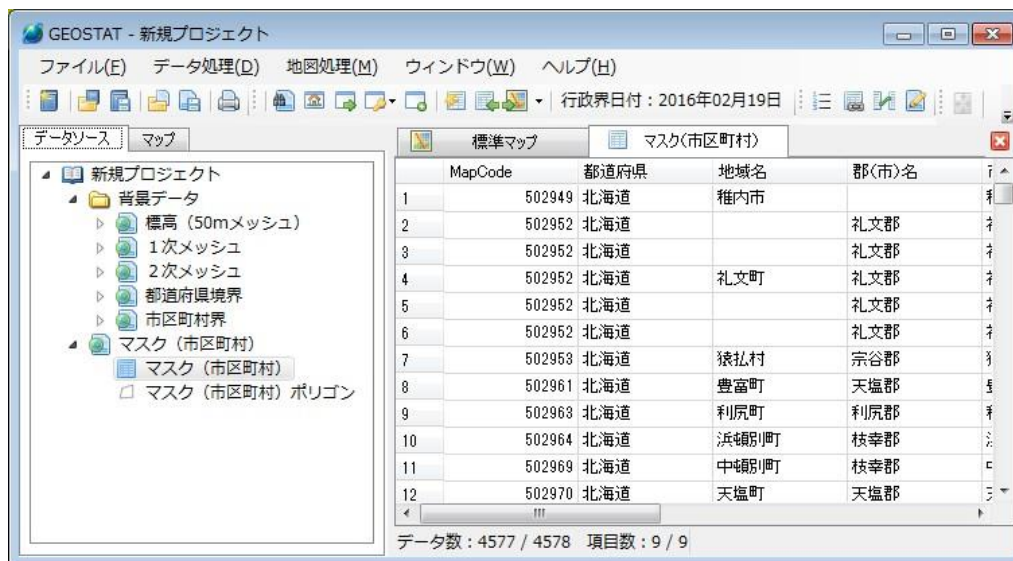 GEOSTAT - 新規プロジェクト
ファイル(F) データ処理(D) 地図処理(M) ウィンドウ(W) ヘルプ(H)
行政界日付：2016年02月19日
データソース マップ
新規プロジェクト
背景データ
標高（50mメッシュ）
１次メッシュ
２次メッシュ
都道府県境界
市区町村界
マスク（市区町村）
マスク（市区町村）
マスク（市区町村）ポリゴン
標準マップ マスク(市区町村)
MapCode 都道府県 地域名 郡(市)名
1 502949 北海道 稚内市
2 502952 北海道 礼文郡
3 502952 北海道 礼文郡
4 502952 北海道 礼文町 礼文郡
5 502952 北海道 礼文郡
6 502952 北海道 礼文郡
7 502953 北海道 猿払村 宗谷郡
8 502961 北海道 豊富町 天塩郡
9 502963 北海道 利尻町 利尻郡
10 502964 北海道 浜頓別町 枝幸郡
11 502969 北海道 中頓別町 枝幸郡
12 502970 北海道 天塩町 天塩郡
データ数：4577 / 4578 項目数：9 / 9